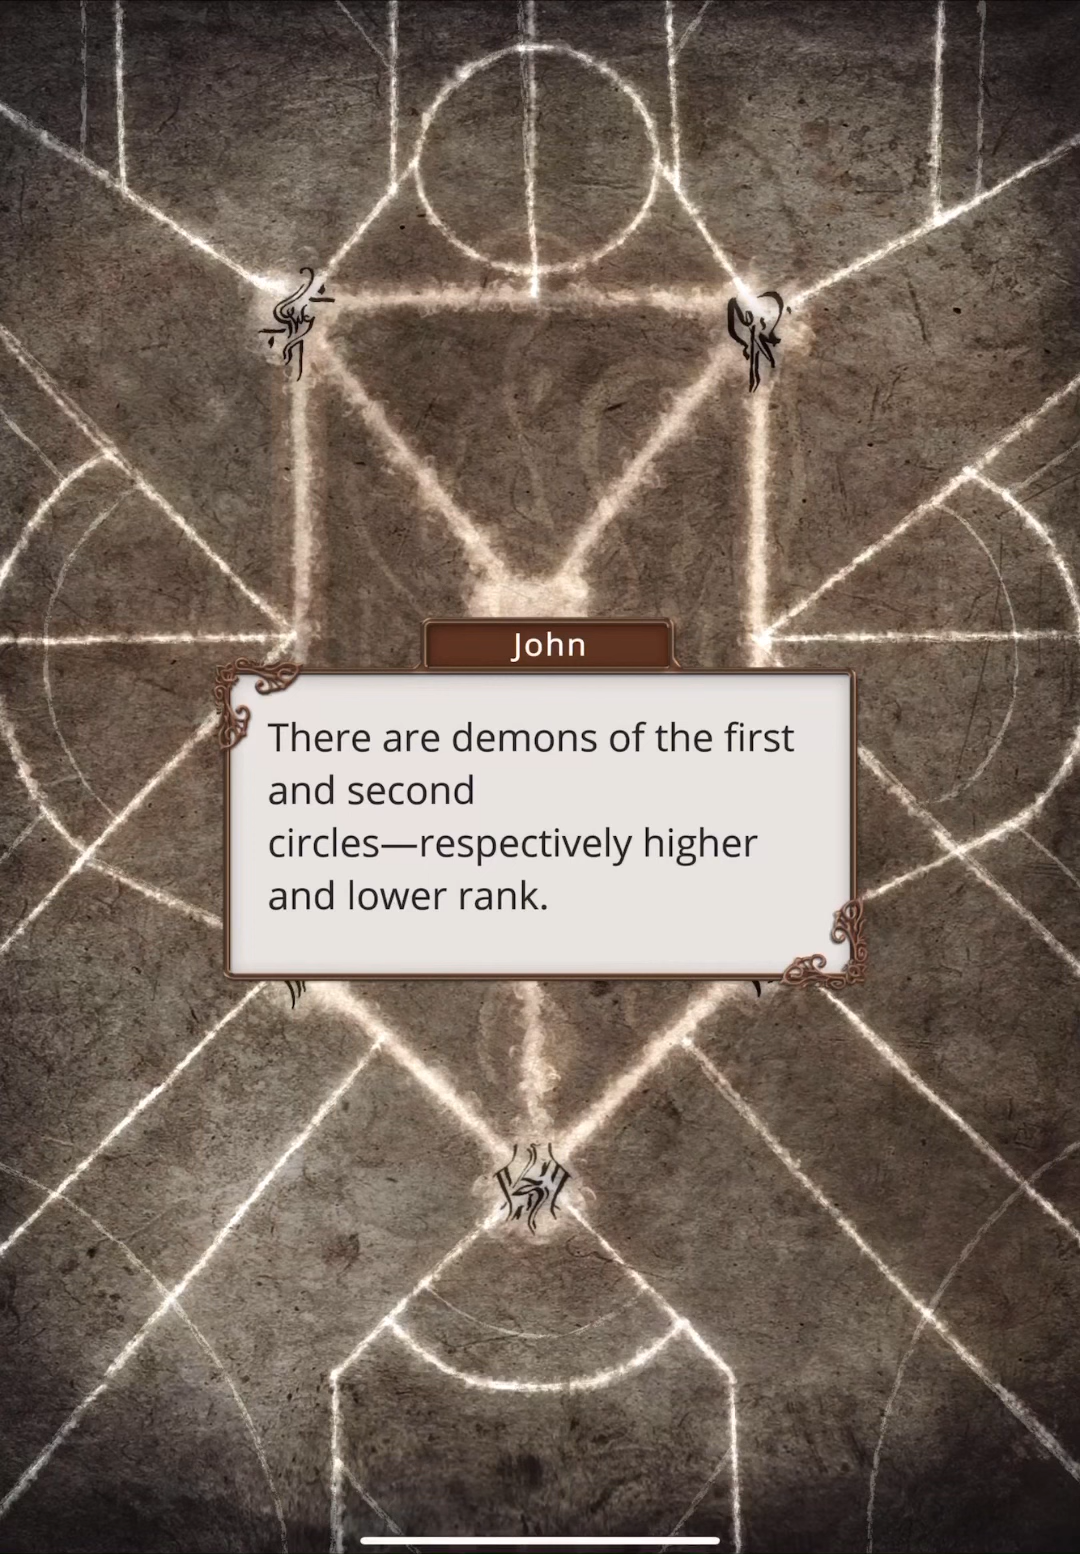 John
There are demons of the first
and second
circles—respectively higher
and lower rank.